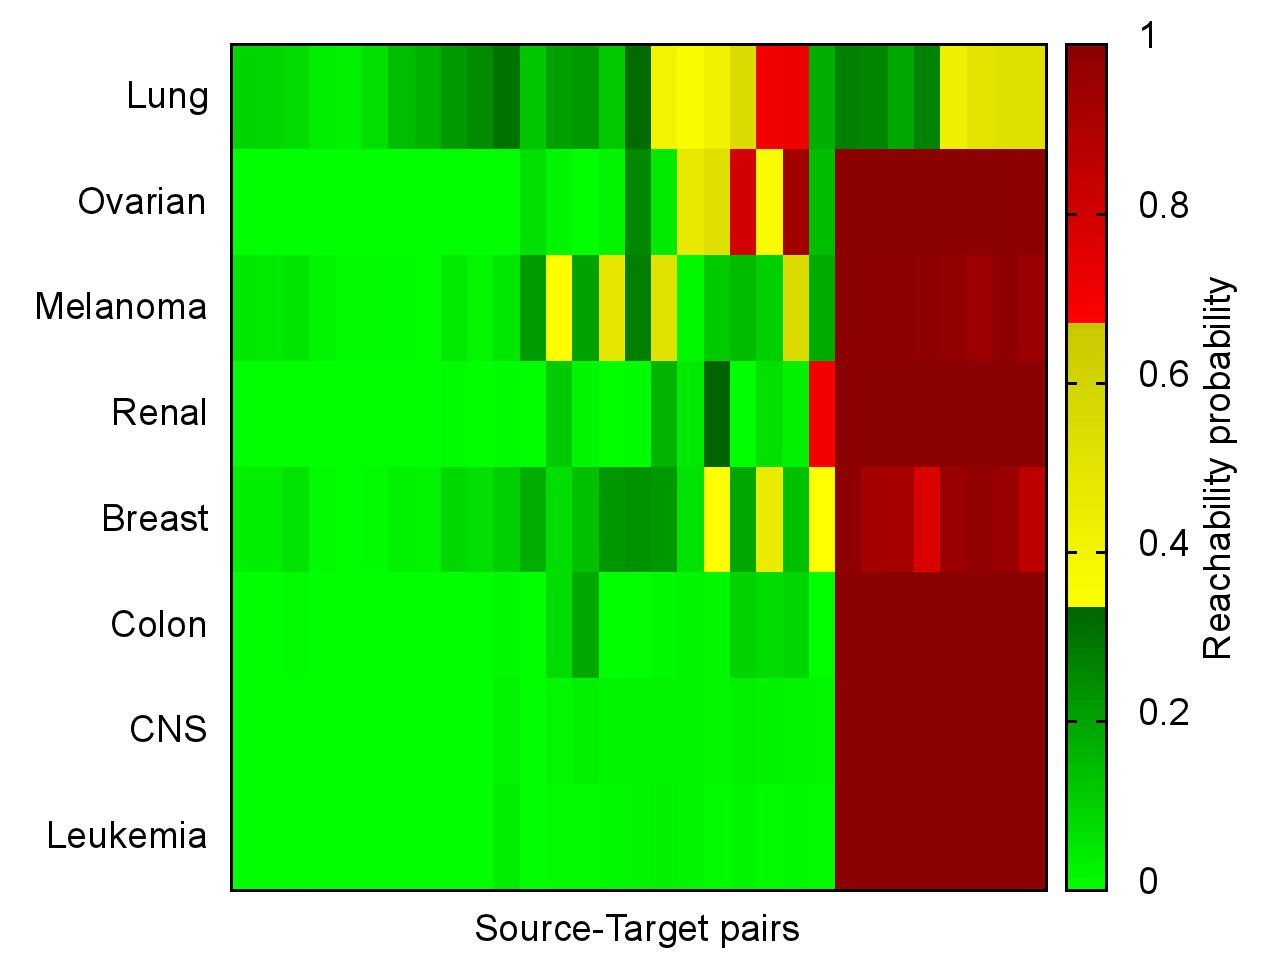 Lung
Ovarian
Melanoma
Renal
Breast
Colon
CNS
Leukemia
Source-Target pairs
1
0.8
0.6
0.4
0.2
0
Reachability probability